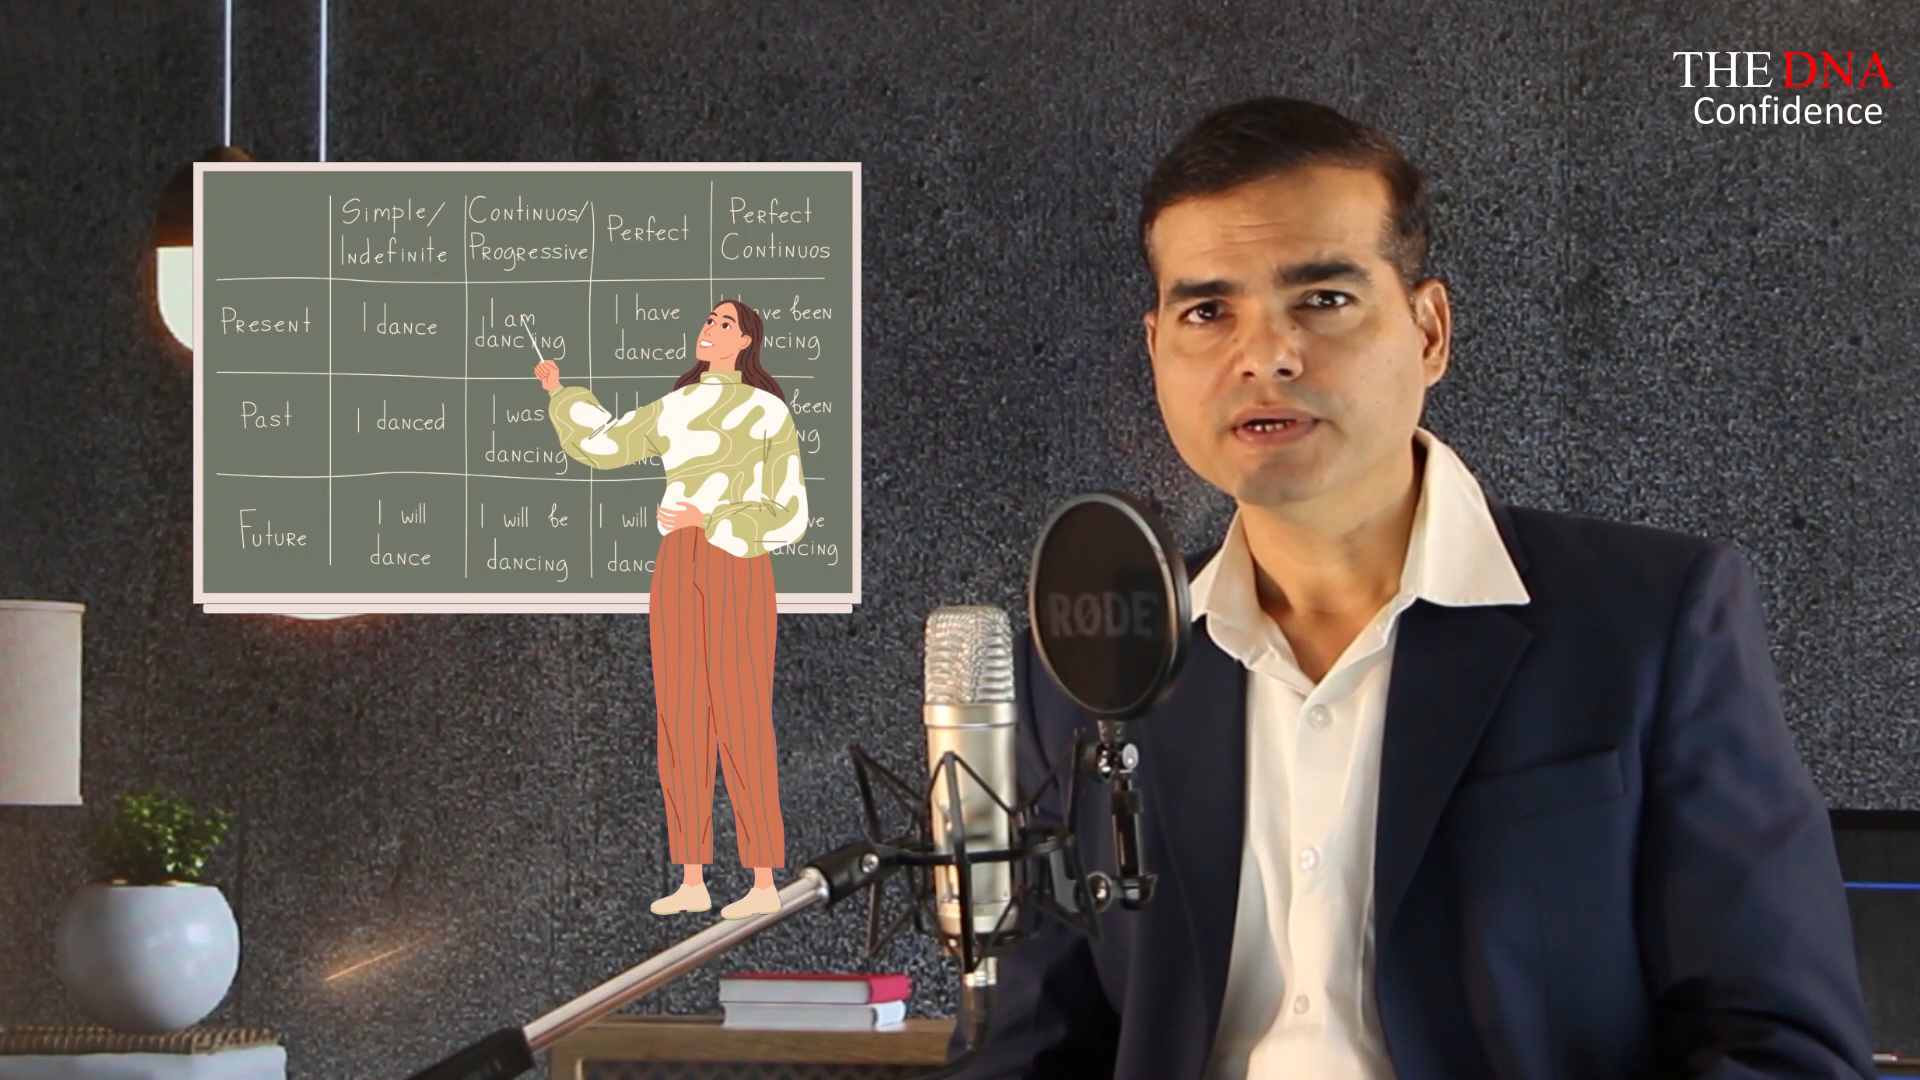 THE DNA
Confidence
Simple/
Indefinite
Continuos/
Progressive
Perfect
Perfect
Continuos
Present
I dance
I am
dancing
I have
danced
been
Past
I danced
I was
dancing
been
Future
I will
dance
I will be
dancing
I will
RØDE